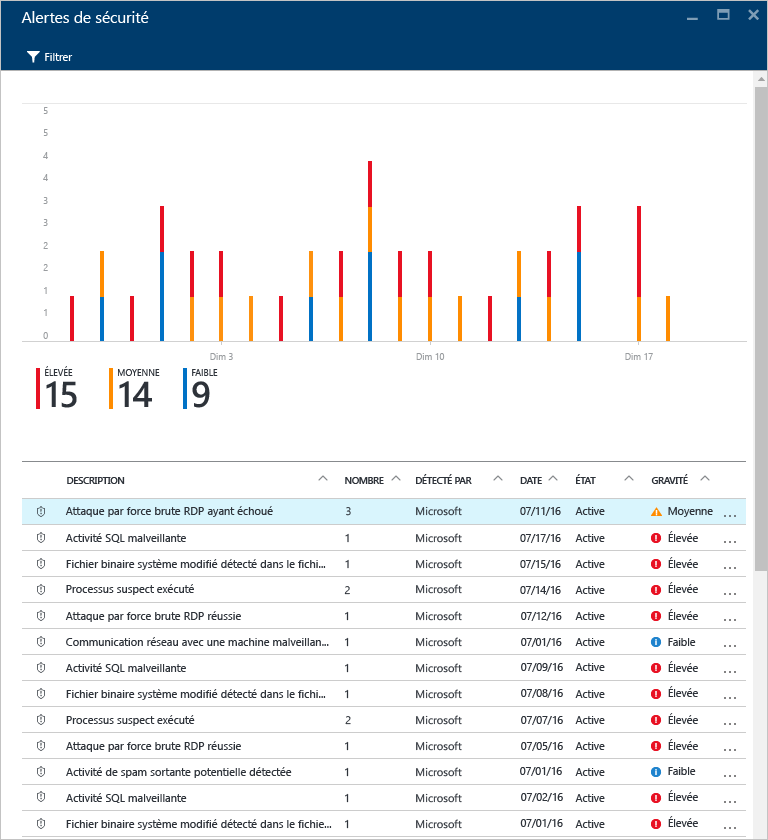 Alertes de sécurité
Filtrer
5
5
4
4
3
3
2
2
1
1
0
Dim 3 Dim 10 Dim 17
ÉLEVÉE MOYENNE FAIBLE
15 14 9
DESCRIPTION NOMBRE DÉTECTÉ PAR DATE ÉTAT GRAVITÉ
Attaque par force brute RDP ayant échoué 3 Microsoft 07/11/16 Active Moyenne ...
Activité SQL malveillante 1 Microsoft 07/17/16 Active Élevée ...
Fichier binaire système modifié détecté dans le fichi... 1 Microsoft 07/15/16 Active Élevée ...
Processus suspect exécuté 2 Microsoft 07/14/16 Active Élevée ...
Attaque par force brute RDP réussie 1 Microsoft 07/12/16 Active Élevée ...
Communication réseau avec une machine malveillan... 1 Microsoft 07/01/16 Active Faible ...
Activité SQL malveillante 1 Microsoft 07/09/16 Active Élevée ...
Fichier binaire système modifié détecté dans le fichi... 1 Microsoft 07/08/16 Active Élevée ...
Processus suspect exécuté 2 Microsoft 07/07/16 Active Élevée ...
Attaque par force brute RDP réussie 1 Microsoft 07/05/16 Active Élevée ...
Activité de spam sortante potentielle détectée 1 Microsoft 07/01/16 Active Faible ...
Activité SQL malveillante 1 Microsoft 07/02/16 Active Élevée ...
Fichier binaire système modifié détecté dans le fichie... 1 Microsoft 07/01/16 Active Élevée ...